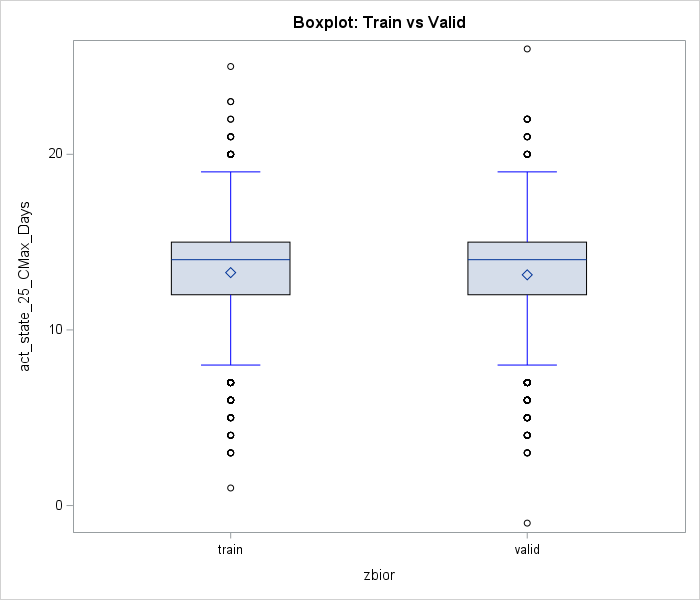 Boxplot: Train vs Valid
act_state_25_CMax_Days
20
10
0
train
valid
zbior